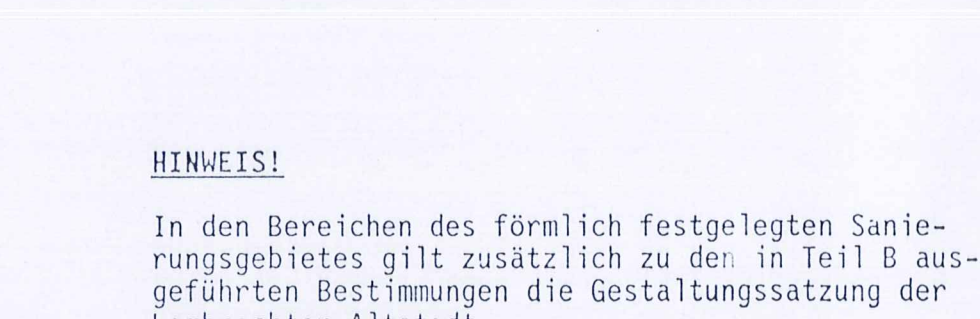 HINWEIS!
In den Bereichen des förmlich festgelegten Sanie-
rungsgebietes gilt zusätzlich zu den in Teil B aus-
geführten Bestimmungen die Gestaltungssatzung der